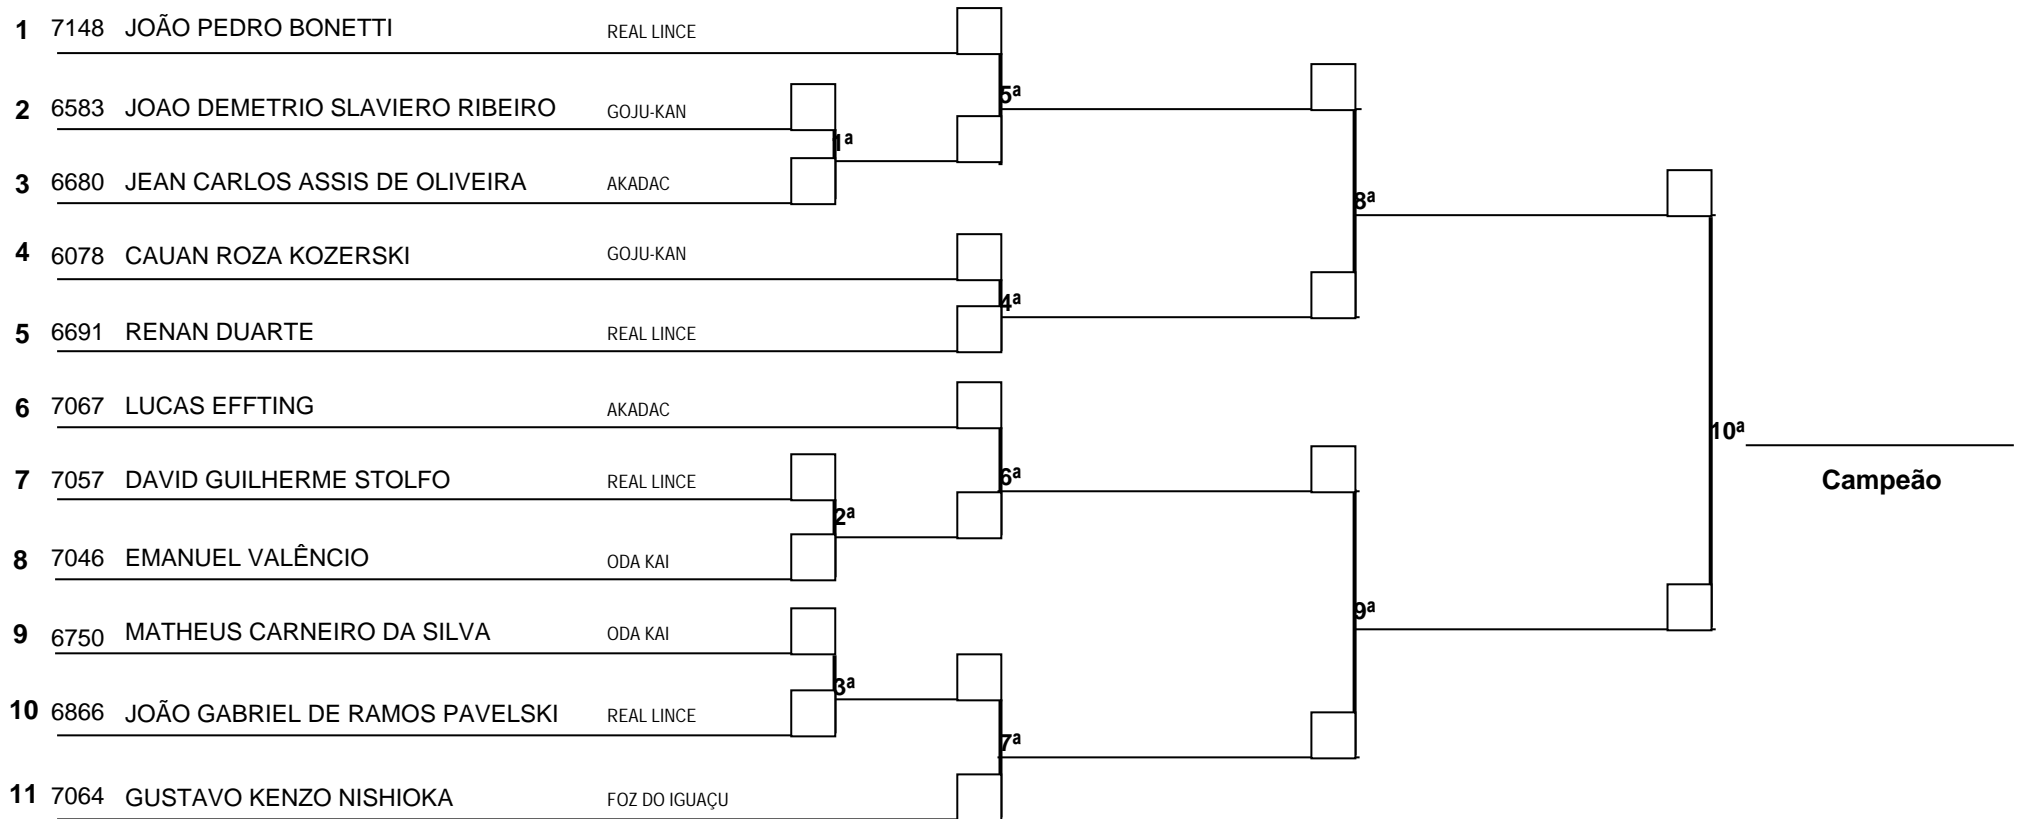 1 7148 JOÃO PEDRO BONETTI REAL LINCE
5ª
2 6583 JOAO DEMETRIO SLAVIERO RIBEIRO GOJU-KAN
1ª
3 6680 JEAN CARLOS ASSIS DE OLIVEIRA AKADAC
8ª
4 6078 CAUAN ROZA KOZERSKI GOJU-KAN
4ª
5 6691 RENAN DUARTE REAL LINCE
6 7067 LUCAS EFFTING AKADAC
10ª
7 7057 DAVID GUILHERME STOLFO REAL LINCE
6ª
Campeão
2ª
8 7046 EMANUEL VALÊNCIO ODA KAI
9ª
9 6750 MATHEUS CARNEIRO DA SILVA ODA KAI
3ª
10 6866 JOÃO GABRIEL DE RAMOS PAVELSKI REAL LINCE
7ª
11 7064 GUSTAVO KENZO NISHIOKA FOZ DO IGUAÇU